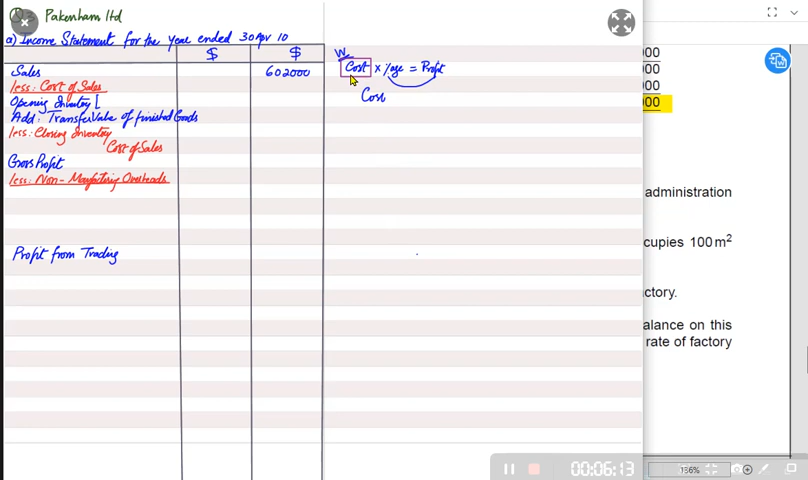 Pakenham ltd
a) Income Statement for the year ended 30 Apr 10
$ $
Sales 602000
less: Cost of Sales
Opening Inventory [
Add: Transfer Value of finished Goods
less: Closing Inventory
Cost of Sales
Gross Profit
less: Non-Manyfacturing Overheads
Profit from Trading
W
Cost × %age = Profit
Cost
000
000
000
000
administration
cupies 100 m²
ctory.
alance on this
rate of factory
00:06:13
136%